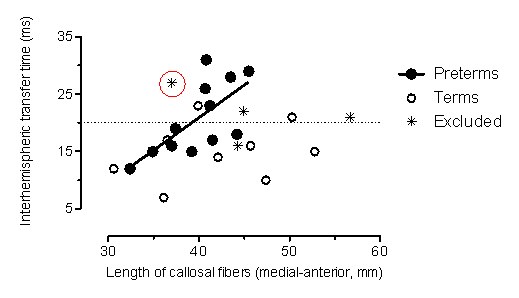 Interhemispheric transfer time (ms)
35
25
15
5
30
40
50
60
Length of callosal fibers (medial-anterior, mm)
Preterms
Terms
Excluded